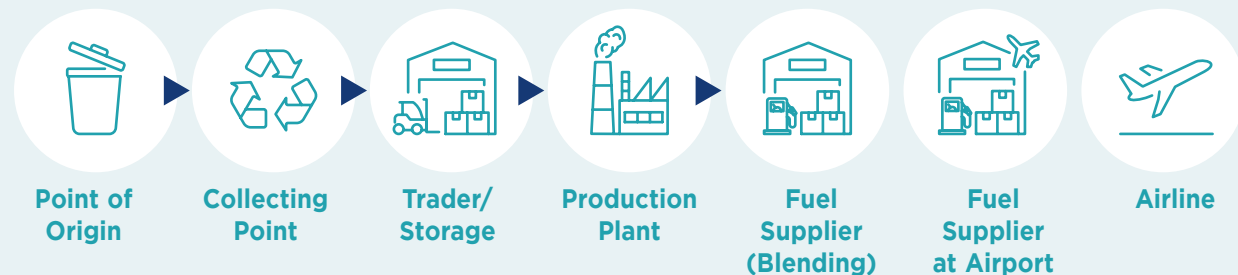 Point of
Origin
Collecting
Point
Trader/
Storage
Production
Plant
Fuel
Supplier
(Blending)
Fuel
Supplier
at Airport
Airline